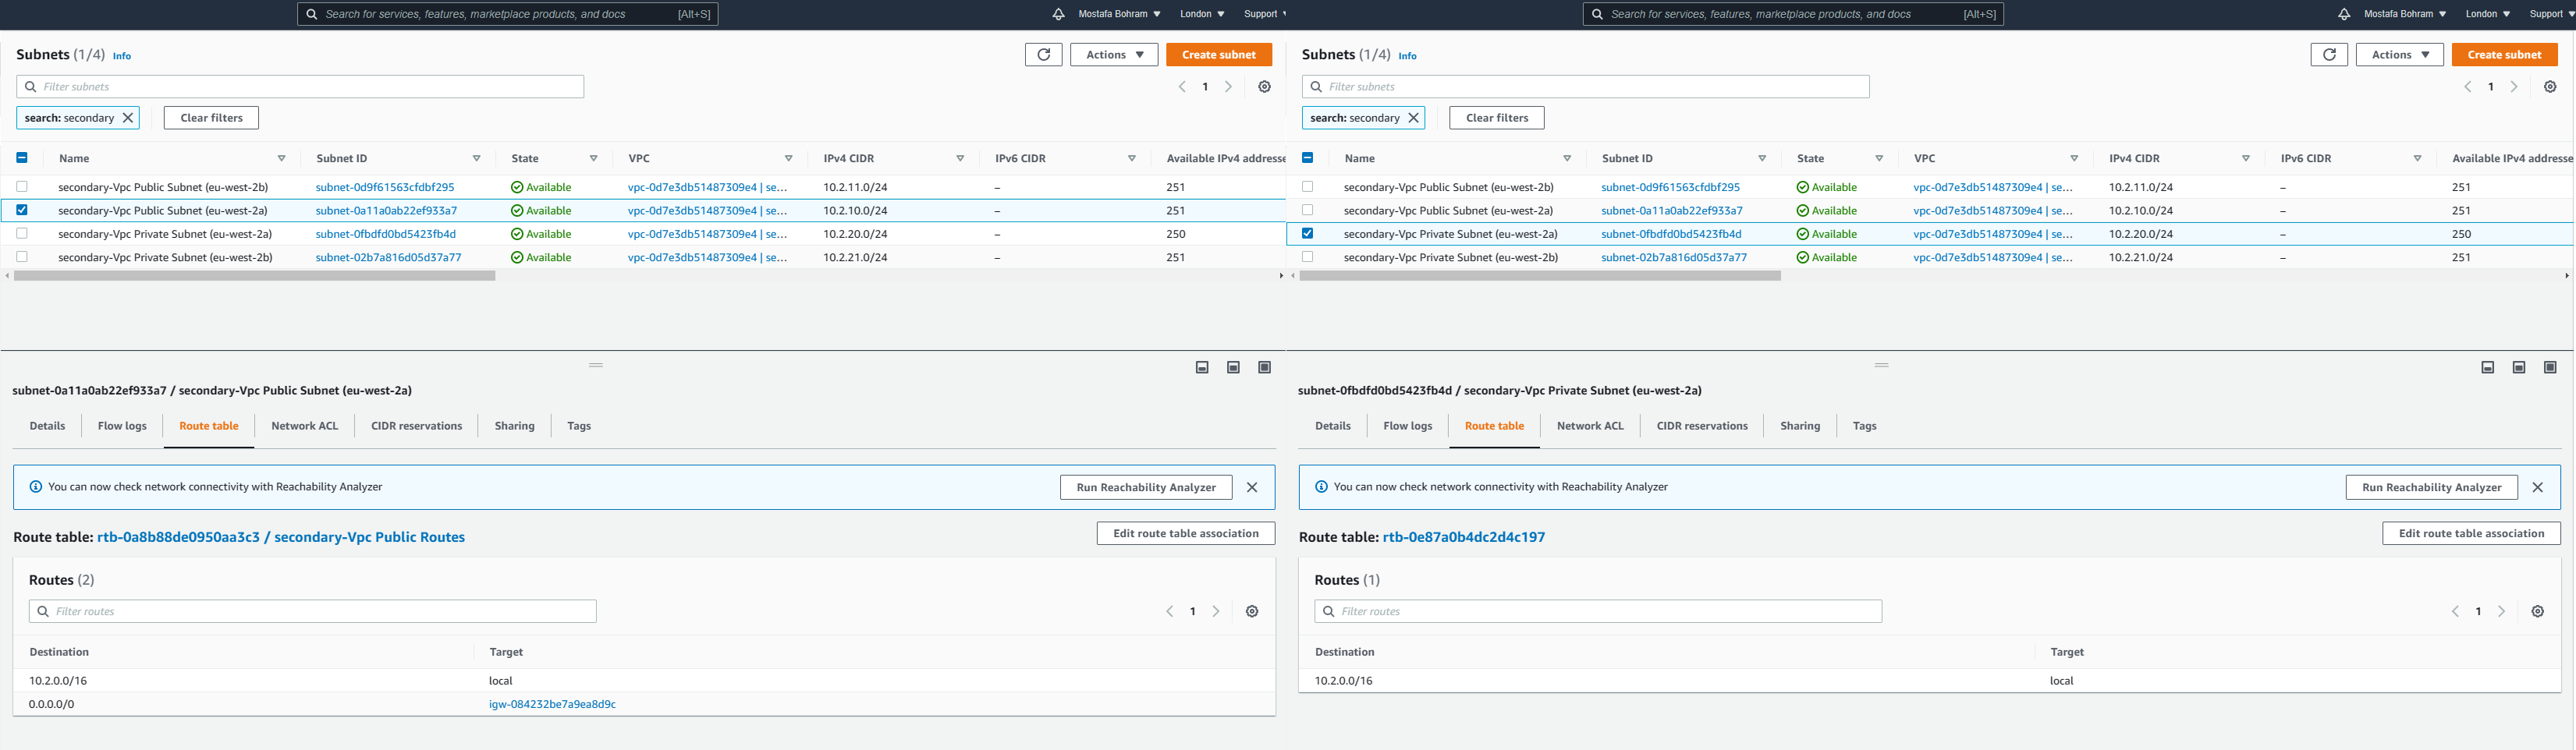 Search for services, features, marketplace products, and docs [Alt+S] Mostafa Bohram London Support
Subnets (1/4) Info Actions Create subnet
Filter subnets 1
search: secondary Clear filters
Name Subnet ID State VPC IPv4 CIDR IPv6 CIDR Available IPv4 addresse
secondary-Vpc Public Subnet (eu-west-2b) subnet-0d9f61563cfdbf295 Available vpc-0d7e3db51487309e4 | se... 10.2.11.0/24 – 251
secondary-Vpc Public Subnet (eu-west-2a) subnet-0a11a0ab22ef933a7 Available vpc-0d7e3db51487309e4 | se... 10.2.10.0/24 – 251
secondary-Vpc Private Subnet (eu-west-2a) subnet-0fbdfd0bd5423fb4d Available vpc-0d7e3db51487309e4 | se... 10.2.20.0/24 – 250
secondary-Vpc Private Subnet (eu-west-2b) subnet-02b7a816d05d37a77 Available vpc-0d7e3db51487309e4 | se... 10.2.21.0/24 – 251
subnet-0a11a0ab22ef933a7 / secondary-Vpc Public Subnet (eu-west-2a)
Details Flow logs Route table Network ACL CIDR reservations Sharing Tags
You can now check network connectivity with Reachability Analyzer Run Reachability Analyzer
Route table: rtb-0a8b88de0950aa3c3 / secondary-Vpc Public Routes Edit route table association
Routes (2)
Filter routes 1
Destination Target
10.2.0.0/16 local
0.0.0.0/0 igw-084232be7a9ea8d9c
Search for services, features, marketplace products, and docs [Alt+S] Mostafa Bohram London Support
Subnets (1/4) Info Actions Create subnet
Filter subnets 1
search: secondary Clear filters
Name Subnet ID State VPC IPv4 CIDR IPv6 CIDR Available IPv4 addresse
secondary-Vpc Public Subnet (eu-west-2b) subnet-0d9f61563cfdbf295 Available vpc-0d7e3db51487309e4 | se... 10.2.11.0/24 – 251
secondary-Vpc Public Subnet (eu-west-2a) subnet-0a11a0ab22ef933a7 Available vpc-0d7e3db51487309e4 | se... 10.2.10.0/24 – 251
secondary-Vpc Private Subnet (eu-west-2a) subnet-0fbdfd0bd5423fb4d Available vpc-0d7e3db51487309e4 | se... 10.2.20.0/24 – 250
secondary-Vpc Private Subnet (eu-west-2b) subnet-02b7a816d05d37a77 Available vpc-0d7e3db51487309e4 | se... 10.2.21.0/24 – 251
subnet-0fbdfd0bd5423fb4d / secondary-Vpc Private Subnet (eu-west-2a)
Details Flow logs Route table Network ACL CIDR reservations Sharing Tags
You can now check network connectivity with Reachability Analyzer Run Reachability Analyzer
Route table: rtb-0e87a0b4dc2d4c197 Edit route table association
Routes (1)
Filter routes 1
Destination Target
10.2.0.0/16 local